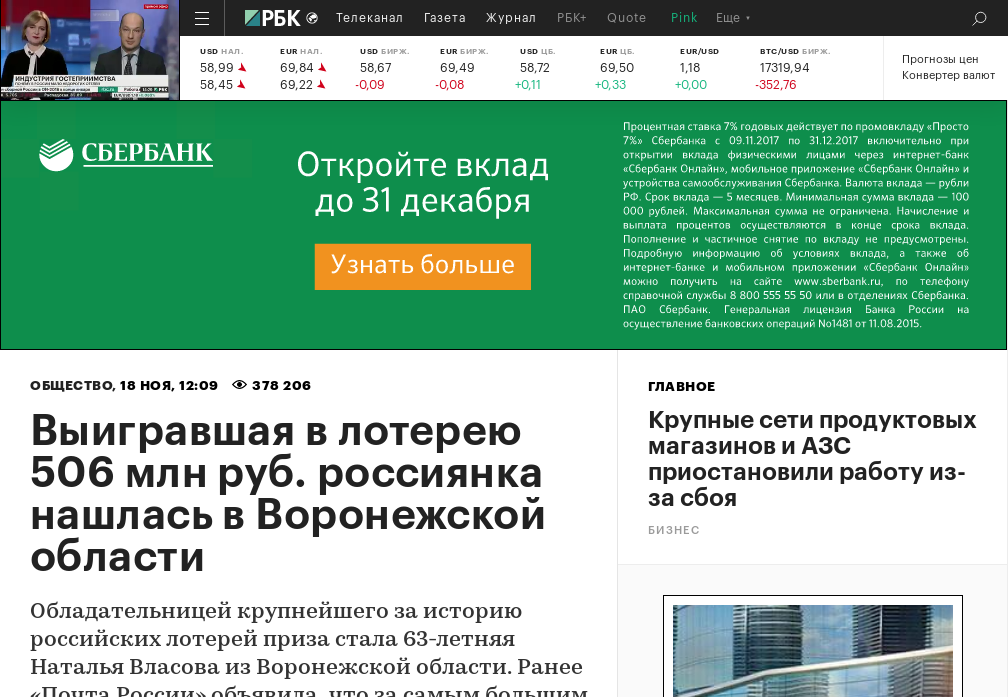 прямой эфир
ИНДУСТРИЯ ГОСТЕПРИИМСТВА
РБК
Телеканал
Газета
Журнал
РБК+
Quote
Pink
Еще
USD НАЛ.
EUR НАЛ.
USD БИРЖ.
EUR БИРЖ.
USD ЦБ.
EUR ЦБ.
EUR/USD
BTC/USD БИРЖ.
58,99
69,84
58,67
69,49
58,72
69,50
1,18
17319,94
58,45
69,22
-0,09
-0,08
+0,11
+0,33
+0,00
-352,76
Прогнозы цен
Конвертер валют
СБЕРБАНК
Откройте вклад
до 31 декабря
Узнать больше
Процентная ставка 7% годовых действует по промовкладу «Просто
7%» Сбербанка с 09.11.2017 по 31.12.2017 включительно при
открытии вклада физическими лицами через интернет-банк
«Сбербанк Онлайн», мобильное приложение «Сбербанк Онлайн» и
устройства самообслуживания Сбербанка. Валюта вклада — рубли
РФ. Срок вклада — 5 месяцев. Минимальная сумма вклада — 100
000 рублей. Максимальная сумма не ограничена. Начисление и
выплата процентов осуществляются в конце срока вклада.
Пополнение и частичное снятие по вкладу не предусмотрены.
Подробную информацию об условиях вклада, а также об
интернет-банке и мобильном приложении «Сбербанк Онлайн»
можно получить на сайте www.sberbank.ru, по телефону
справочной службы 8 800 555 55 50 или в отделениях Сбербанка.
ПАО Сбербанк. Генеральная лицензия Банка России на
осуществление банковских операций No1481 от 11.08.2015.
ОБЩЕСТВО, 18 НОЯ, 12:09 378 206
Выигравшая в лотерею
506 млн руб. россиянка
нашлась в Воронежской
области
Обладательницей крупнейшего за историю
российских лотерей приза стала 63-летняя
Наталья Власова из Воронежской области. Ранее
«Почта России» объявила, что за самым большим
ГЛАВНОЕ
Крупные сети продуктовых
магазинов и АЗС
приостановили работу из-
за сбоя
БИЗНЕС